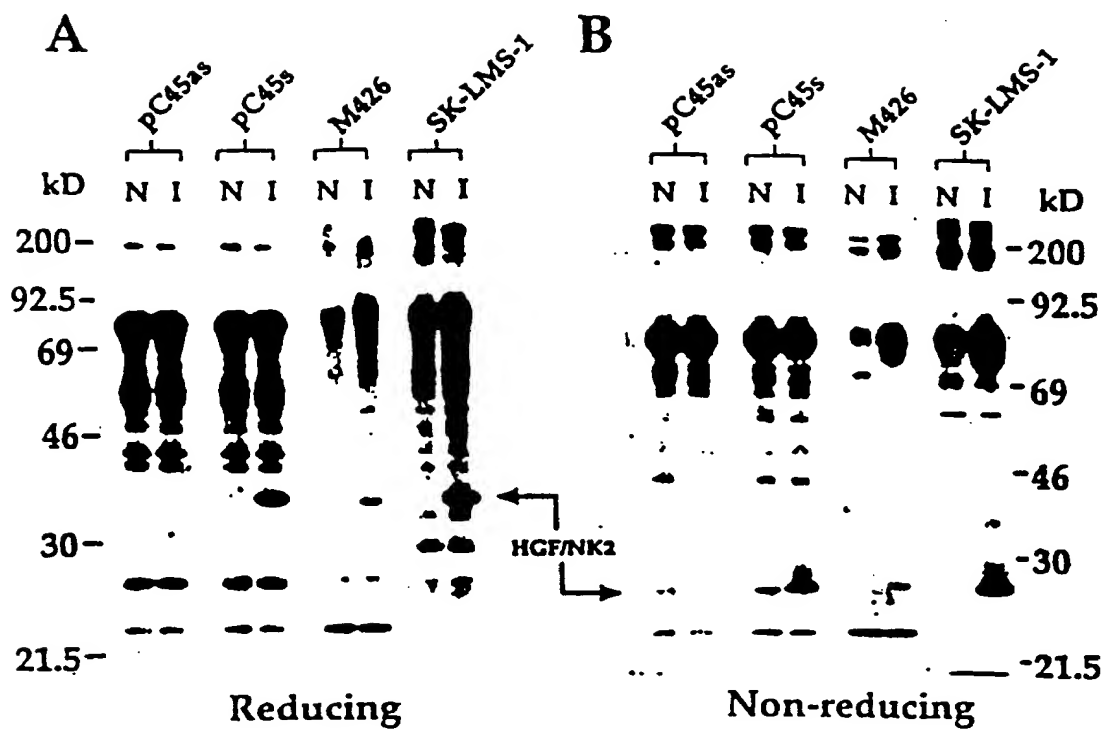 A
B
pC45as pC45s M426 SK-LMS-1
pC45as pC45s M426 SK-LMS-1
kD N I N I N I N I
N I N I N I N I kD
200-
-200
92.5-
-92.5
69-
-69
46-
-46
HGF/NK2
30-
-30
21.5-
-21.5
Reducing
Non-reducing